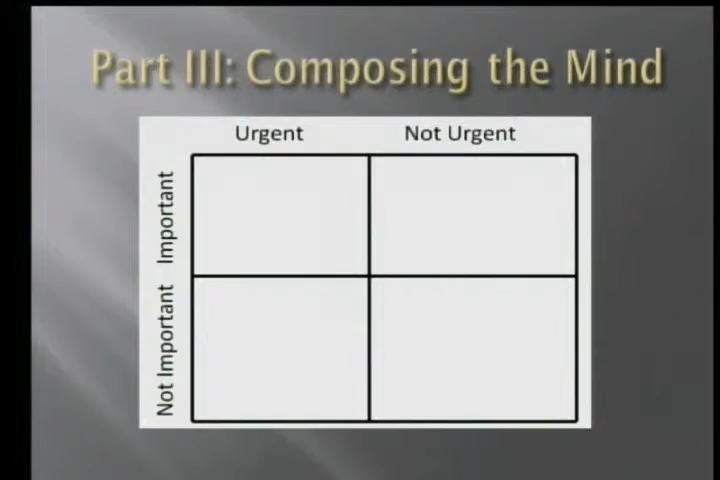 Part III: Composing the Mind
Urgent
Not Urgent
Important
Not Important